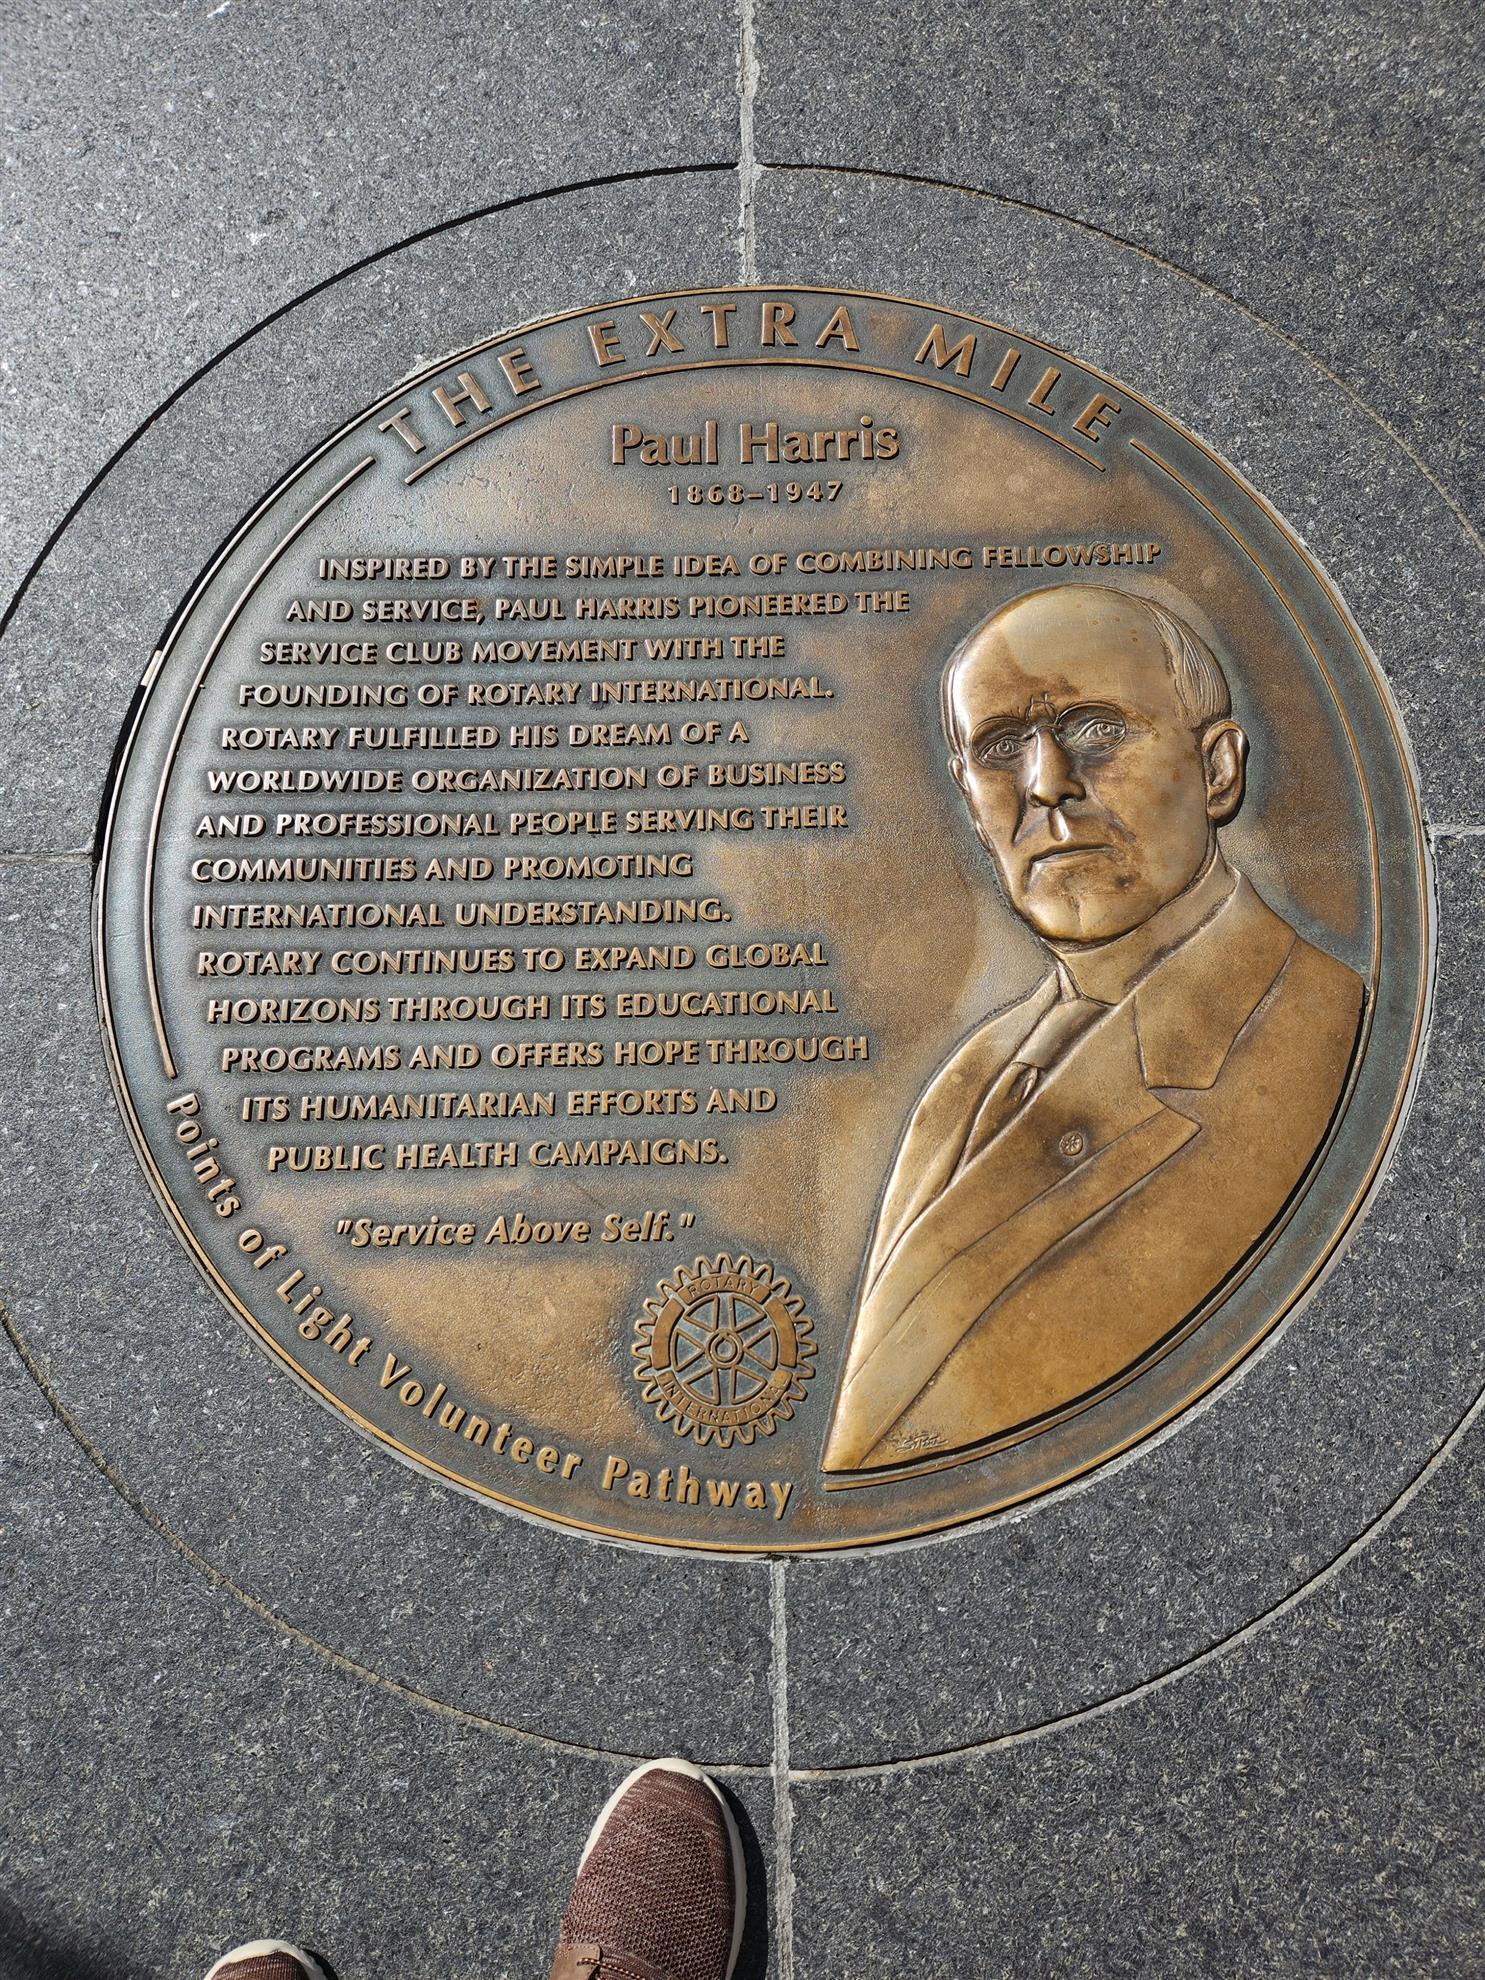 THE EXTRA MILE
Paul Harris
1868–1947
INSPIRED BY THE SIMPLE IDEA OF COMBINING FELLOWSHIP
AND SERVICE, PAUL HARRIS PIONEERED THE
SERVICE CLUB MOVEMENT WITH THE
FOUNDING OF ROTARY INTERNATIONAL.
ROTARY FULFILLED HIS DREAM OF A
WORLDWIDE ORGANIZATION OF BUSINESS
AND PROFESSIONAL PEOPLE SERVING THEIR
COMMUNITIES AND PROMOTING
INTERNATIONAL UNDERSTANDING.
ROTARY CONTINUES TO EXPAND GLOBAL
HORIZONS THROUGH ITS EDUCATIONAL
PROGRAMS AND OFFERS HOPE THROUGH
ITS HUMANITARIAN EFFORTS AND
PUBLIC HEALTH CAMPAIGNS.
"Service Above Self."
ROTARY
INTERNATIONAL
Points of Light Volunteer Pathway